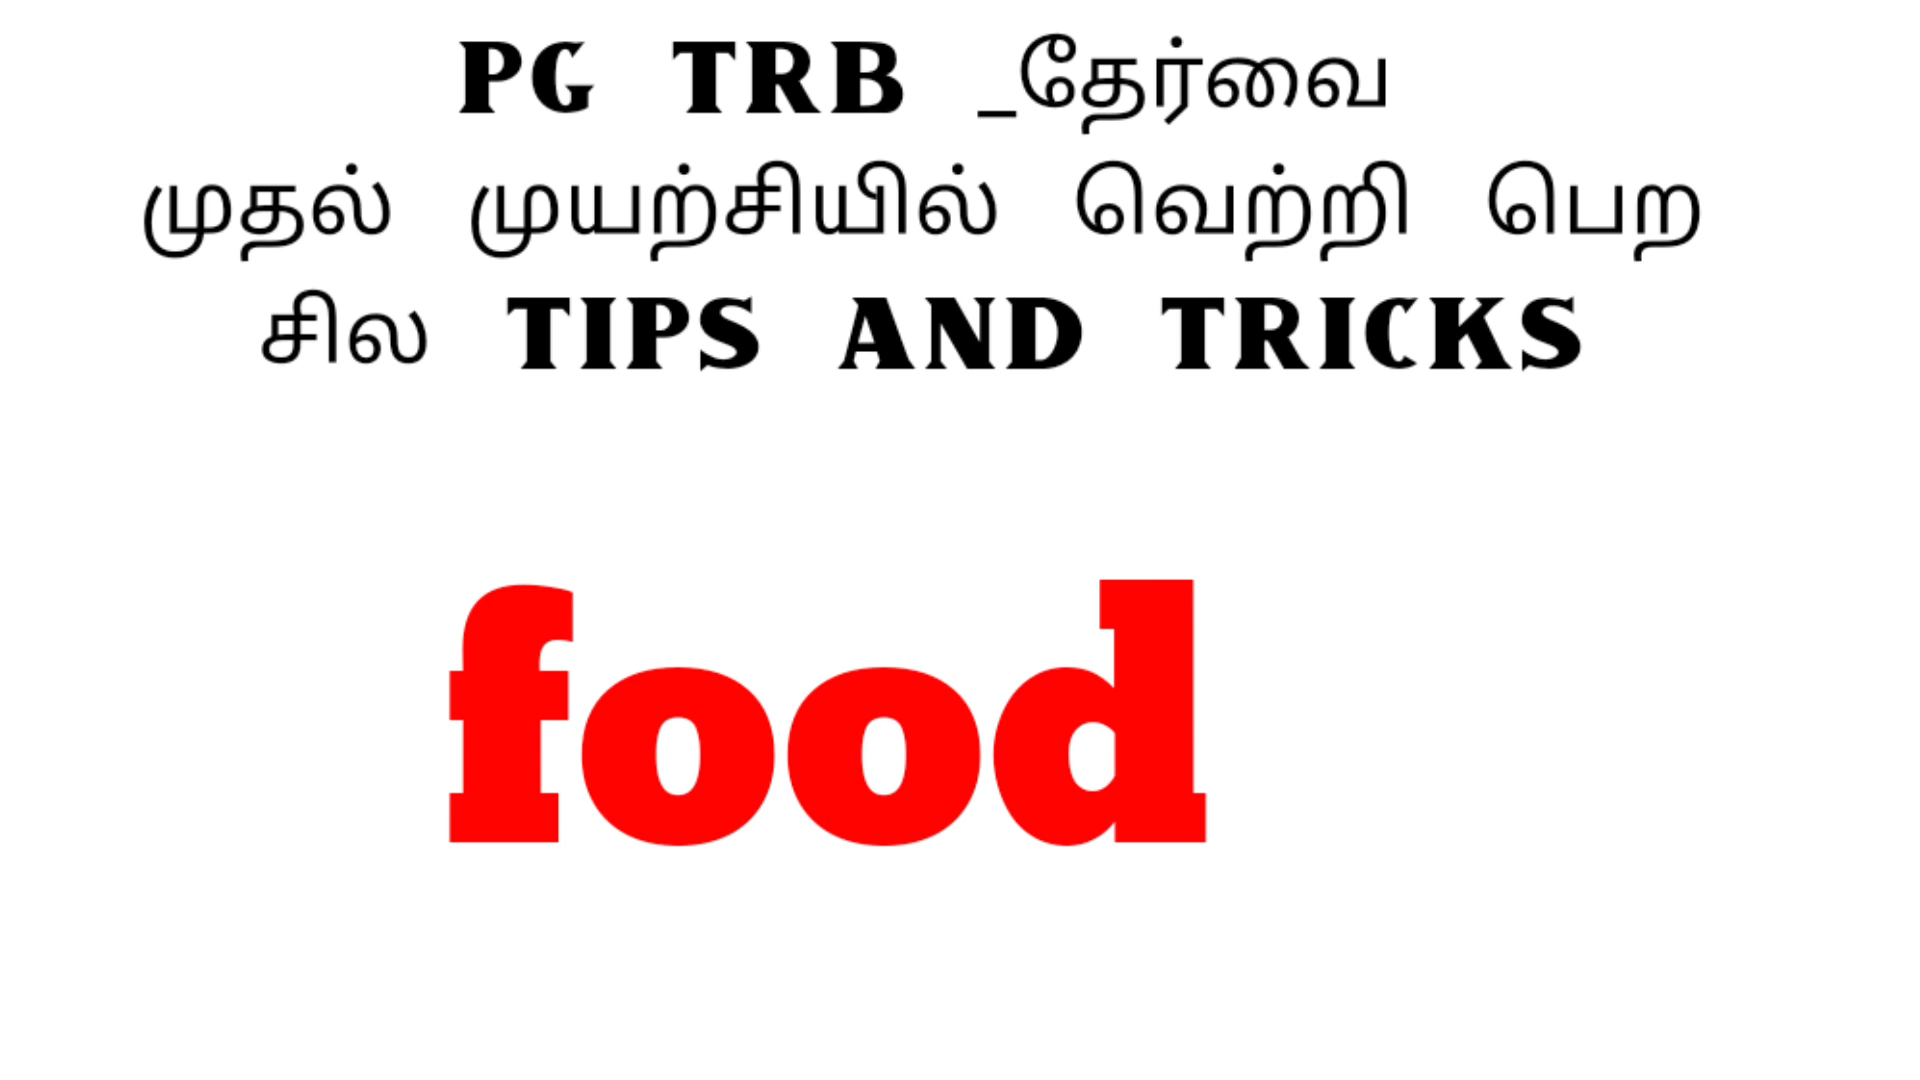 PG TRB _தேர்வை
முதல் முயற்சியில் வெற்றி பெற
சில TIPS AND TRICKS
food